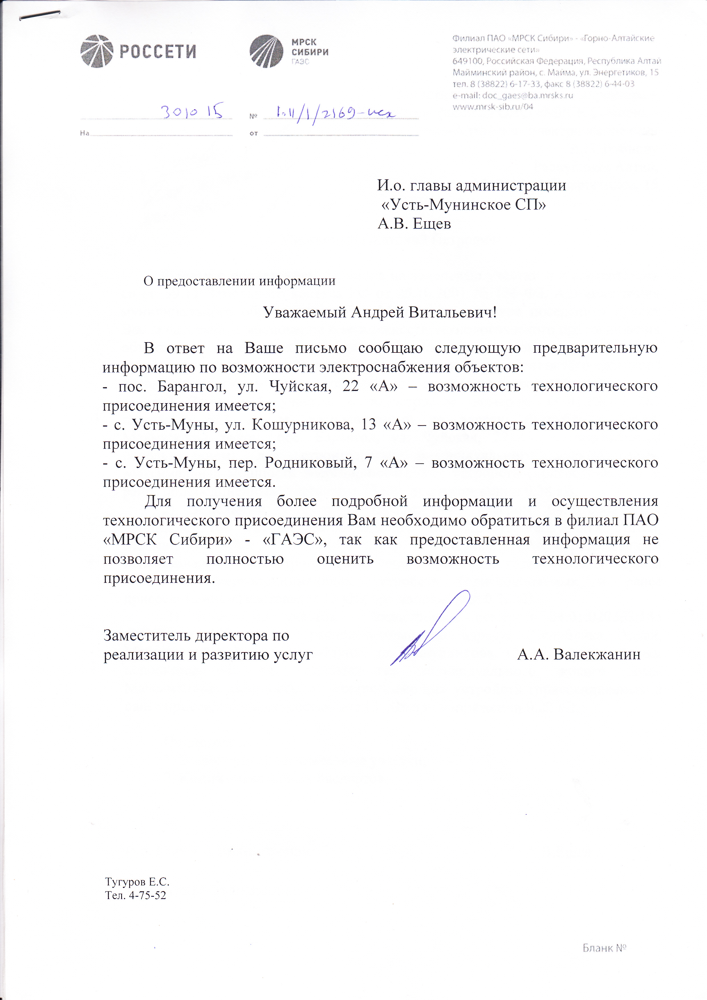 РОССЕТИ
МРСК
СИБИРИ
ГАЭС
Филиал ПАО «МРСК Сибири» - «Горно-Алтайские
электрические сети»
649100, Российская Федерация, Республика Алтай
Майминский район, с. Майма, ул. Энергетиков, 15
тел. 8 (38822) 6-17-33, факс 8 (38822) 6-44-03
e-mail: doc_gaes@ba.mrsks.ru
www.mrsk-sib.ru/04
30 10 15 № 1.11/1/2169-исх
На от
И.о. главы администрации
«Усть-Мунинское СП»
А.В. Ещев
О предоставлении информации
Уважаемый Андрей Витальевич!
В ответ на Ваше письмо сообщаю следующую предварительную
информацию по возможности электроснабжения объектов:
- пос. Барангол, ул. Чуйская, 22 «А» – возможность технологического
присоединения имеется;
- с. Усть-Муны, ул. Кошурникова, 13 «А» – возможность технологического
присоединения имеется;
- с. Усть-Муны, пер. Родниковый, 7 «А» – возможность технологического
присоединения имеется.
Для получения более подробной информации и осуществления
технологического присоединения Вам необходимо обратиться в филиал ПАО
«МРСК Сибири» - «ГАЭС», так как предоставленная информация не
позволяет полностью оценить возможность технологического
присоединения.
Заместитель директора по
реализации и развитию услуг А.А. Валекжанин
Тугуров Е.С.
Тел. 4-75-52
Бланк №